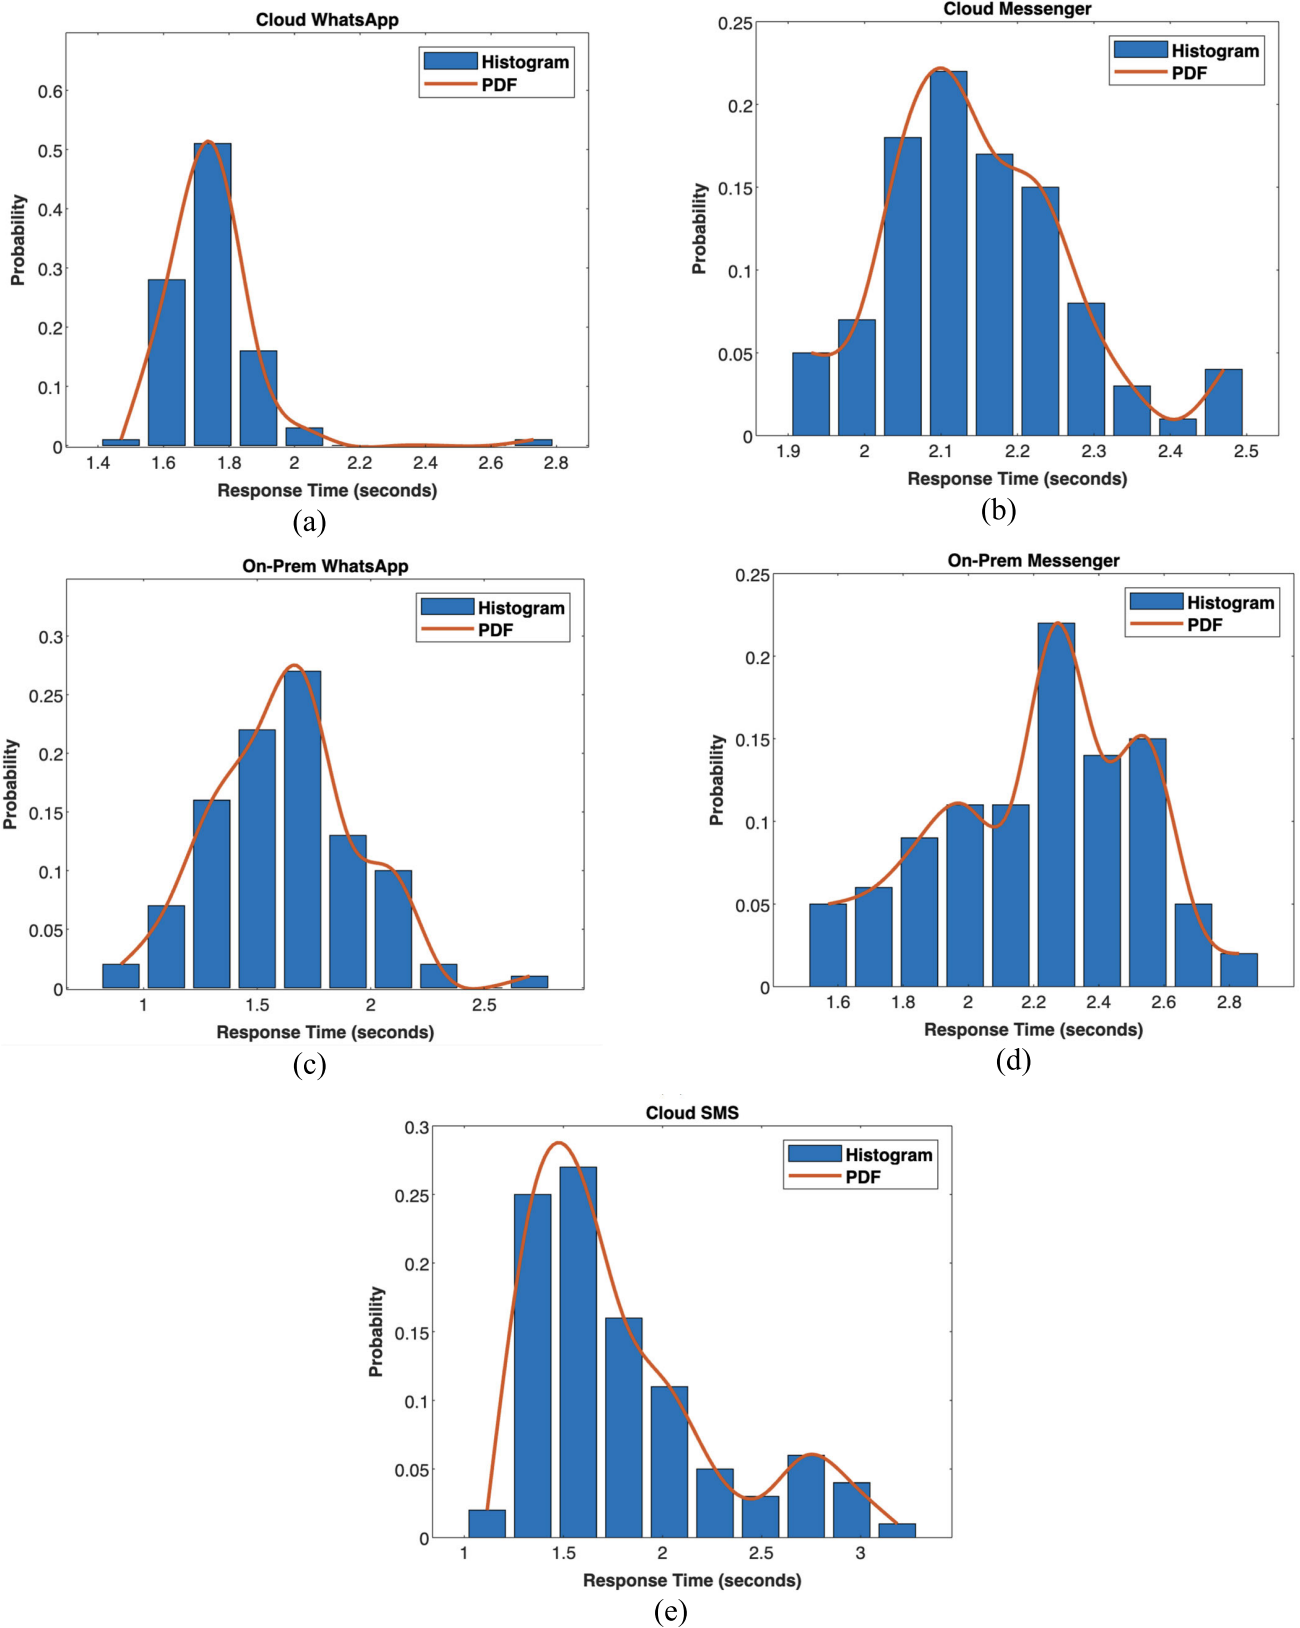 Cloud WhatsApp
Histogram
PDF
Probability
0.6
0.5
0.4
0.3
0.2
0.1
0
1.4 1.6 1.8 2 2.2 2.4 2.6 2.8
Response Time (seconds)
(a)
Cloud Messenger
Histogram
PDF
Probability
0.25
0.2
0.15
0.1
0.05
0
1.9 2 2.1 2.2 2.3 2.4 2.5
Response Time (seconds)
(b)
On-Prem WhatsApp
Histogram
PDF
Probability
0.3
0.25
0.2
0.15
0.1
0.05
0
1 1.5 2 2.5
Response Time (seconds)
(c)
On-Prem Messenger
Histogram
PDF
Probability
0.25
0.2
0.15
0.1
0.05
0
1.6 1.8 2 2.2 2.4 2.6 2.8
Response Time (seconds)
(d)
Cloud SMS
Histogram
PDF
Probability
0.3
0.25
0.2
0.15
0.1
0.05
0
1 1.5 2 2.5 3
Response Time (seconds)
(e)